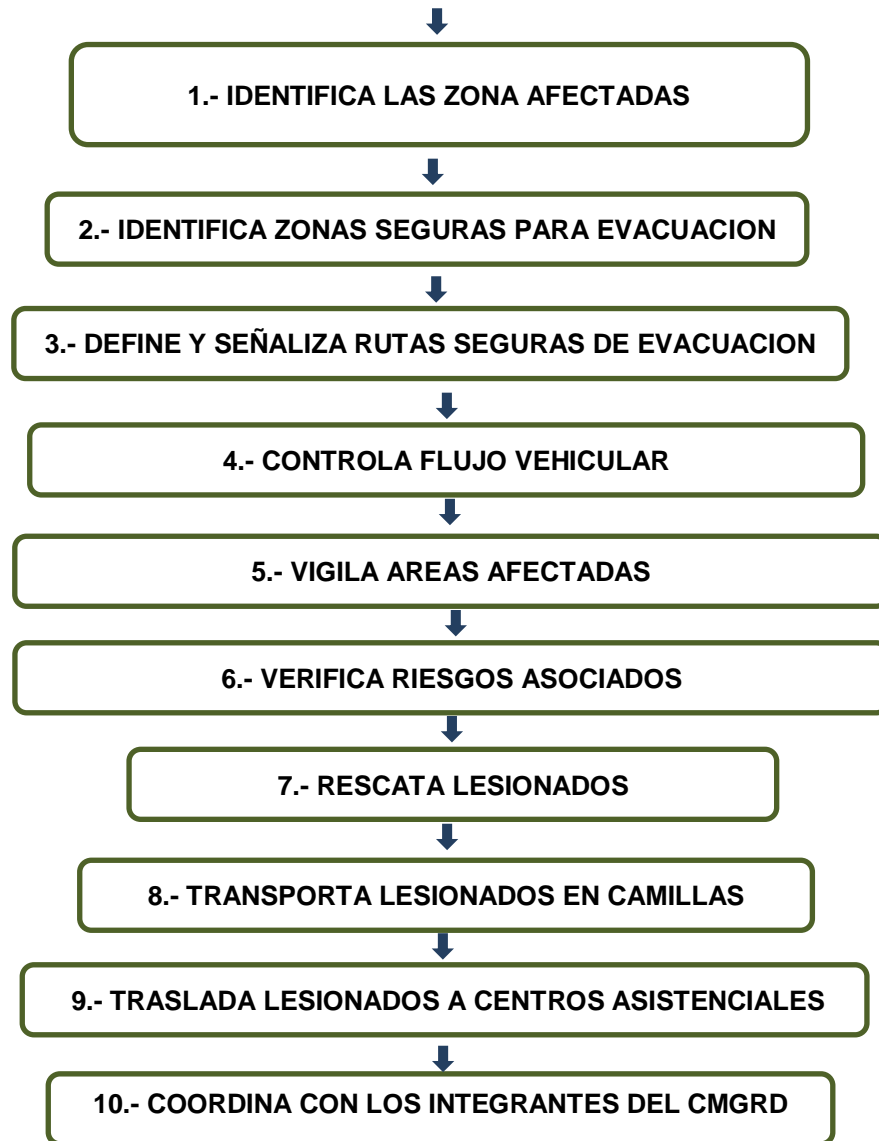 1.- IDENTIFICA LAS ZONA AFECTADAS
2.- IDENTIFICA ZONAS SEGURAS PARA EVACUACION
3.- DEFINE Y SEÑALIZA RUTAS SEGURAS DE EVACUACION
4.- CONTROLA FLUJO VEHICULAR
5.- VIGILA AREAS AFECTADAS
6.- VERIFICA RIESGOS ASOCIADOS
7.- RESCATA LESIONADOS
8.- TRANSPORTA LESIONADOS EN CAMILLAS
9.- TRASLADA LESIONADOS A CENTROS ASISTENCIALES
10.- COORDINA CON LOS INTEGRANTES DEL CMGRD